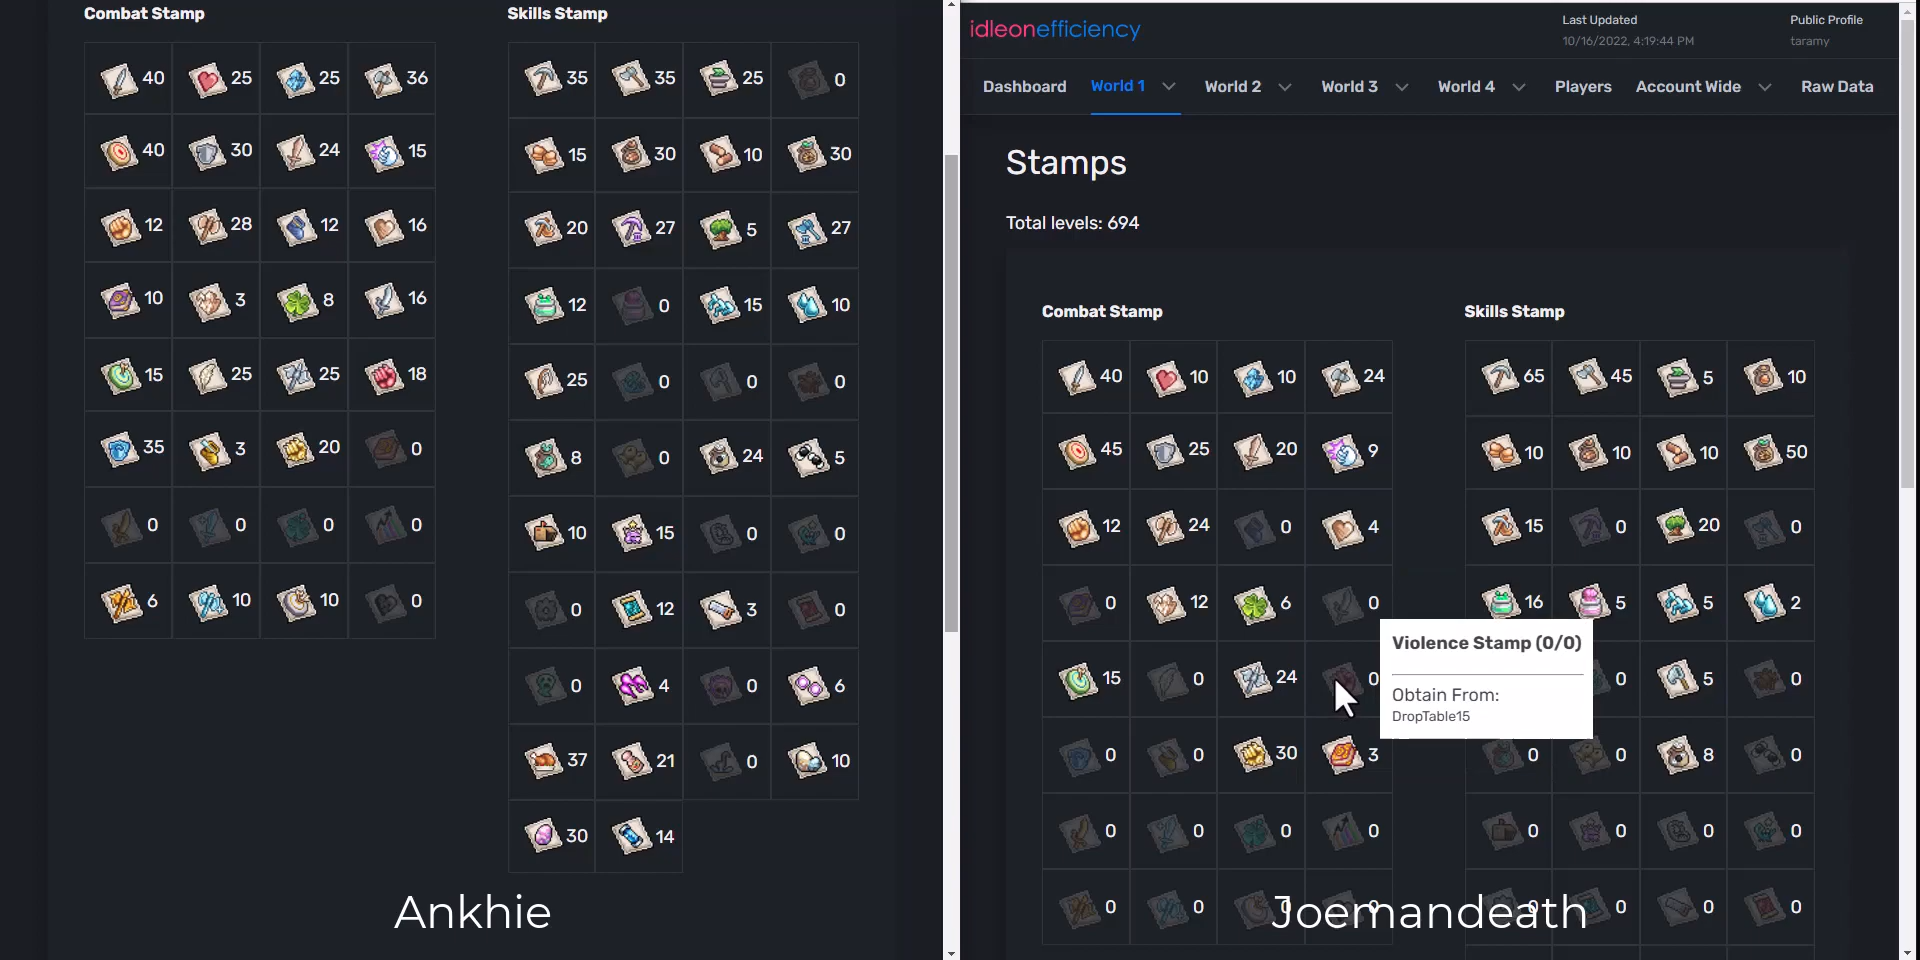 Combat Stamp
40 25 25 36
40 30 24 15
12 28 12 16
10 3 8 16
15 25 25 18
35 3 20 0
0 0 0 0
6 10 10 0
Skills Stamp
35 35 25 0
15 30 10 30
20 27 5 27
12 0 15 10
25 0 0 0
8 0 24 5
10 15 0 0
0 12 3 0
0 4 0 6
37 21 0 10
30 14
Ankhie
idleonefficiency
Last Updated
10/16/2022, 4:19:44 PM
Public Profile
taramy
Dashboard World 1 World 2 World 3 World 4 Players Account Wide Raw Data
Stamps
Total levels: 694
Combat Stamp
40 10 10 24
45 25 20 9
12 24 0 4
0 12 6 0
15 0 24 0
0 0 30 3
0 0 0 0
0 0 0 0
Skills Stamp
65 45 5 10
10 10 10 50
15 0 20 0
16 5 5 2
0 5 0
0 0 8 0
0 0 0 0
0 0 0 0
Violence Stamp (0/0)
Obtain From:
DropTable15
Joemandeath